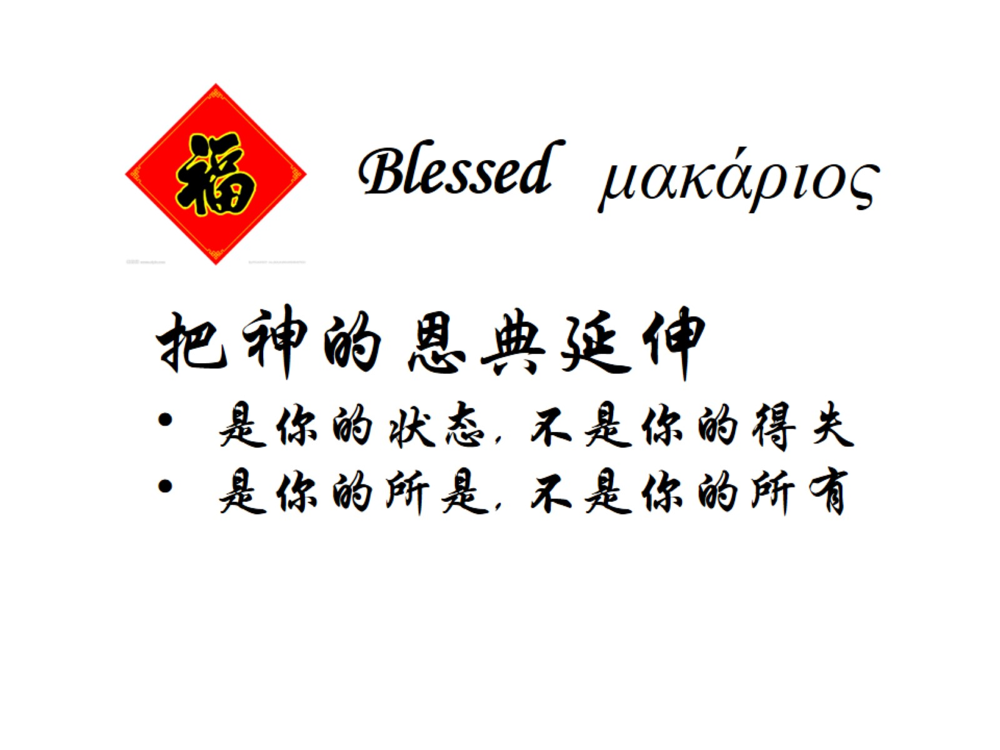 福
Blessed μακάριος
把神的恩典延伸
• 是你的状态, 不是你的得失
• 是你的所是, 不是你的所有